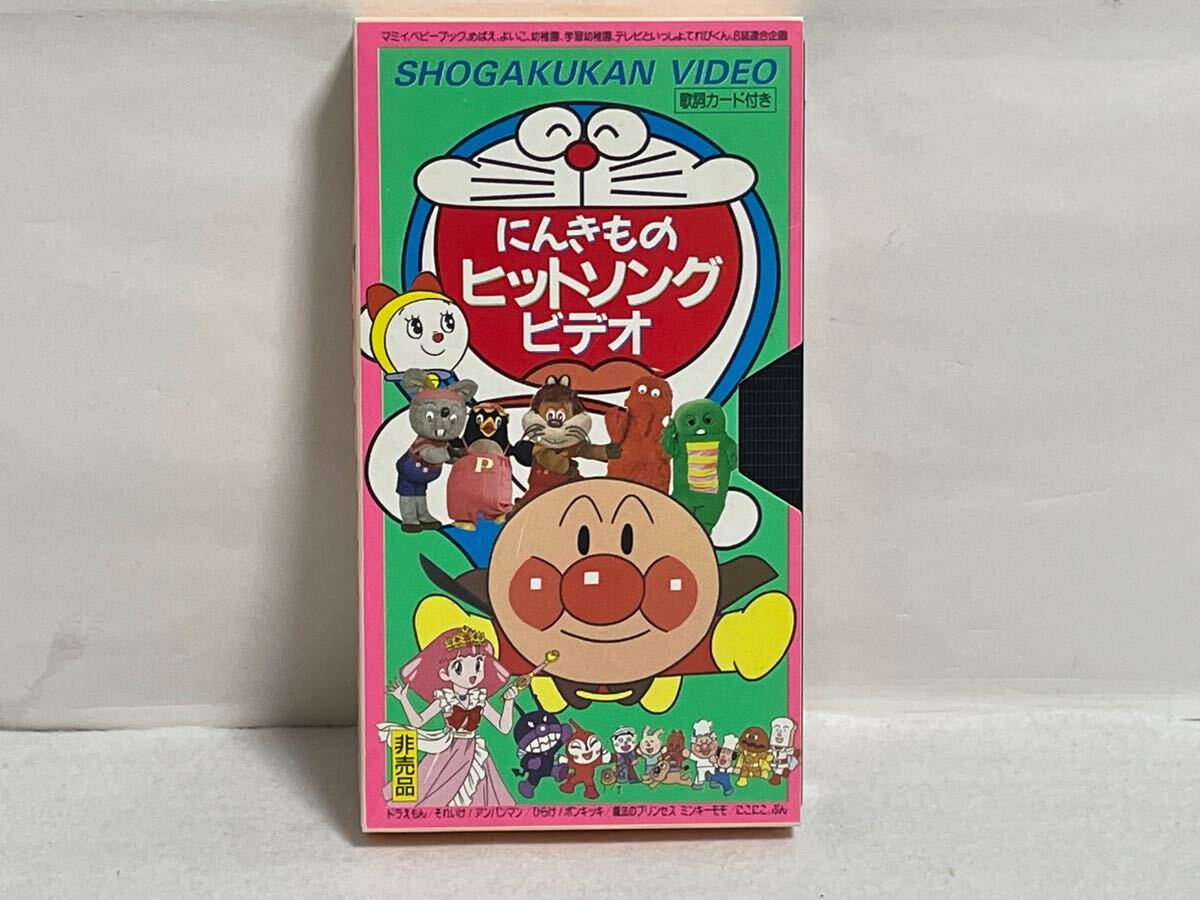 マミイ、ベビーブック、めばえ、よいこ、幼稚園、学習幼稚園、テレビといっしょ、てれびくん、8誌連合企画
SHOGAKUKAN VIDEO
歌詞カード付き
にんきもの
ヒットソング
ビデオ
P
非売品
ドラえもん/それいけ!アンパンマン/ひらけ!ポンキッキ/魔法のプリンセス ミンキーモモ/にこにこ、ぷん